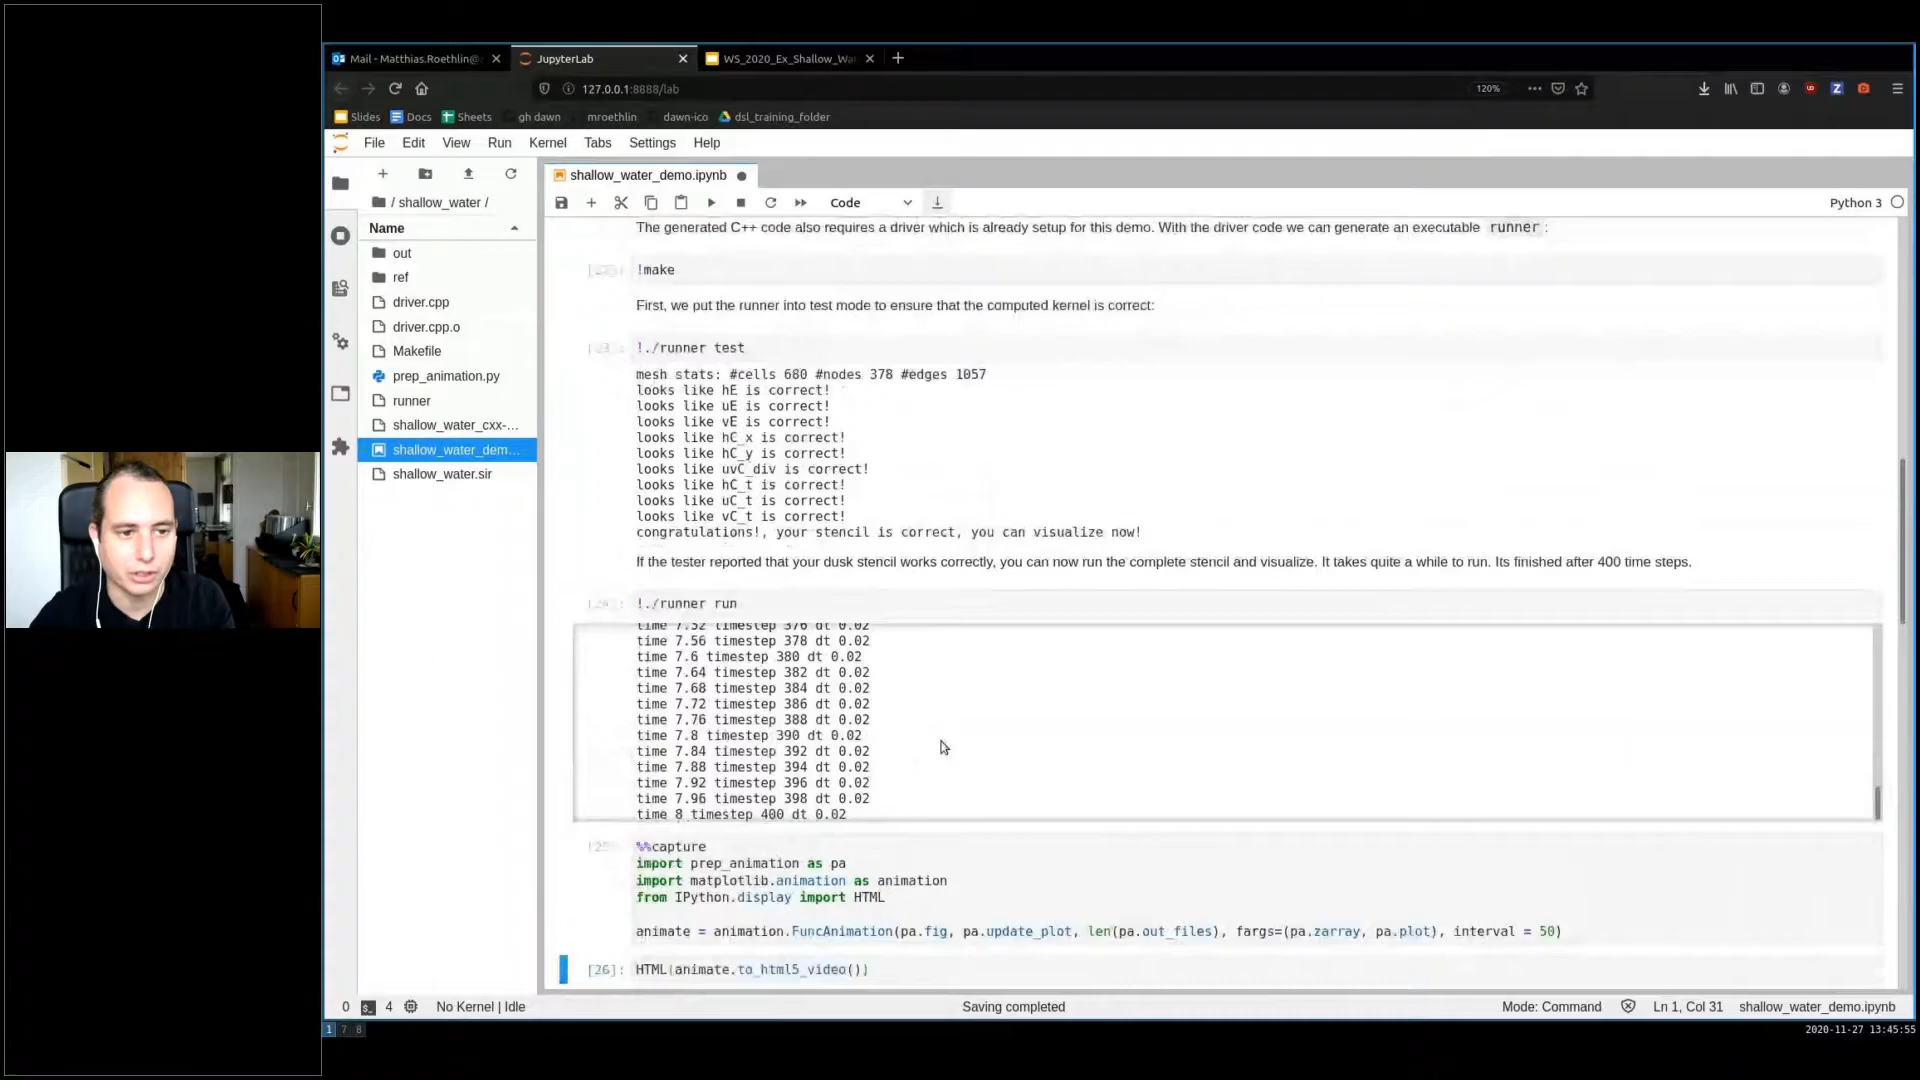 Mail - Matthias.Roethlin@
JupyterLab
WS_2020_Ex_Shallow_Wa
127.0.0.1:8888/lab
120%
Slides
Docs
Sheets
gh dawn
mroethlin
dawn-ico
dsl_training_folder
File Edit View Run Kernel Tabs Settings Help
/ shallow_water /
Name
out
ref
driver.cpp
driver.cpp.o
Makefile
prep_animation.py
runner
shallow_water_cxx-...
shallow_water_dem...
shallow_water.sir
shallow_water_demo.ipynb
Code
Python 3
The generated C++ code also requires a driver which is already setup for this demo. With the driver code we can generate an executable runner :
!make
First, we put the runner into test mode to ensure that the computed kernel is correct:
!./runner test
mesh stats: #cells 680 #nodes 378 #edges 1057
looks like hE is correct!
looks like uE is correct!
looks like vE is correct!
looks like hC_x is correct!
looks like hC_y is correct!
looks like uvC_div is correct!
looks like hC_t is correct!
looks like uC_t is correct!
looks like vC_t is correct!
congratulations!, your stencil is correct, you can visualize now!
If the tester reported that your dusk stencil works correctly, you can now run the complete stencil and visualize. It takes quite a while to run. Its finished after 400 time steps.
!./runner run
time 7.52 timestep 376 dt 0.02
time 7.56 timestep 378 dt 0.02
time 7.6 timestep 380 dt 0.02
time 7.64 timestep 382 dt 0.02
time 7.68 timestep 384 dt 0.02
time 7.72 timestep 386 dt 0.02
time 7.76 timestep 388 dt 0.02
time 7.8 timestep 390 dt 0.02
time 7.84 timestep 392 dt 0.02
time 7.88 timestep 394 dt 0.02
time 7.92 timestep 396 dt 0.02
time 7.96 timestep 398 dt 0.02
time 8 timestep 400 dt 0.02
%%capture
import prep_animation as pa
import matplotlib.animation as animation
from IPython.display import HTML
animate = animation.FuncAnimation(pa.fig, pa.update_plot, len(pa.out_files), fargs=(pa.zarray, pa.plot), interval = 50)
[26]: HTML(animate.to_html5_video())
0 4 No Kernel | Idle
Saving completed
Mode: Command
Ln 1, Col 31
shallow_water_demo.ipynb
1 7 8
2020-11-27 13:45:55